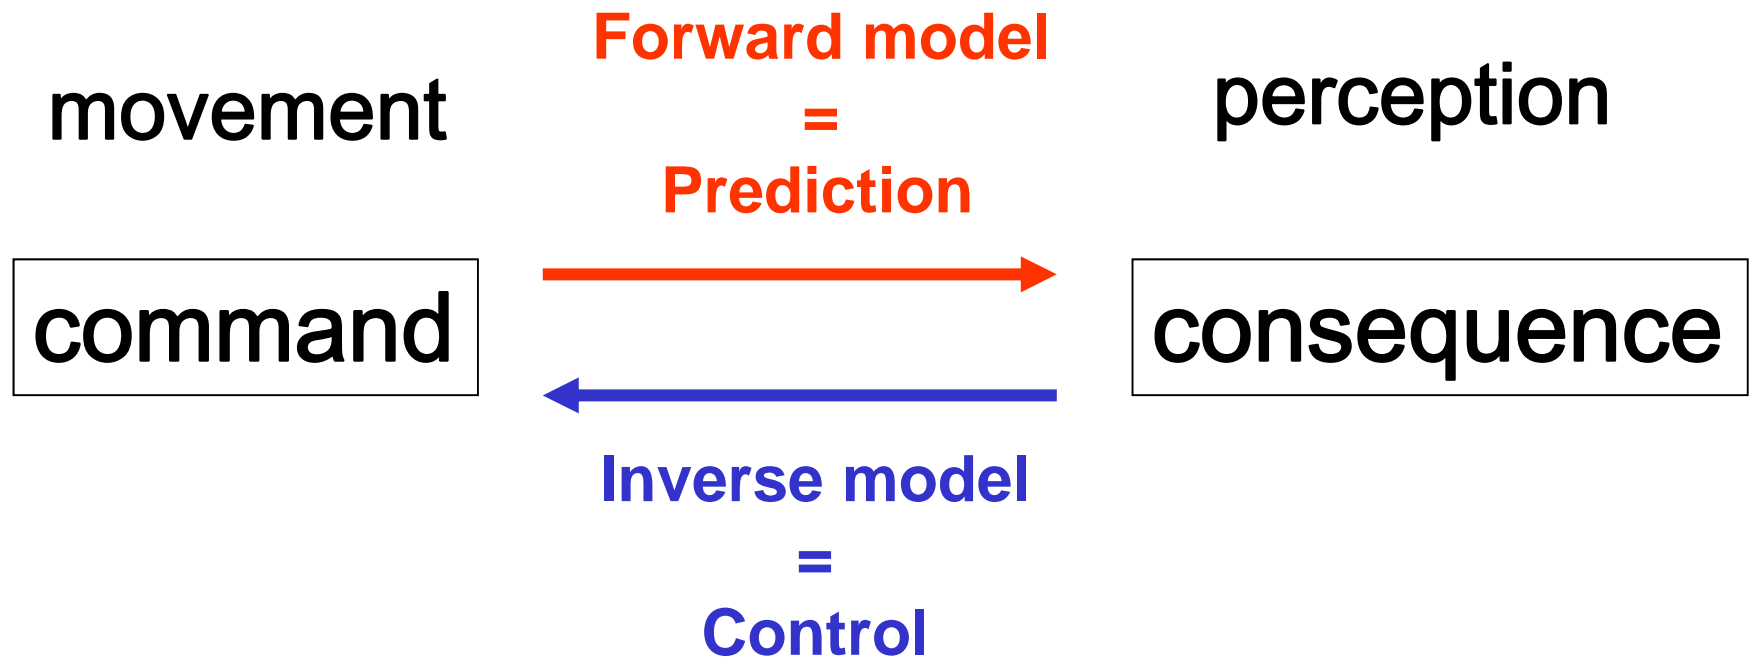 movement
Forward model
=
Prediction
perception
command
consequence
Inverse model
=
Control